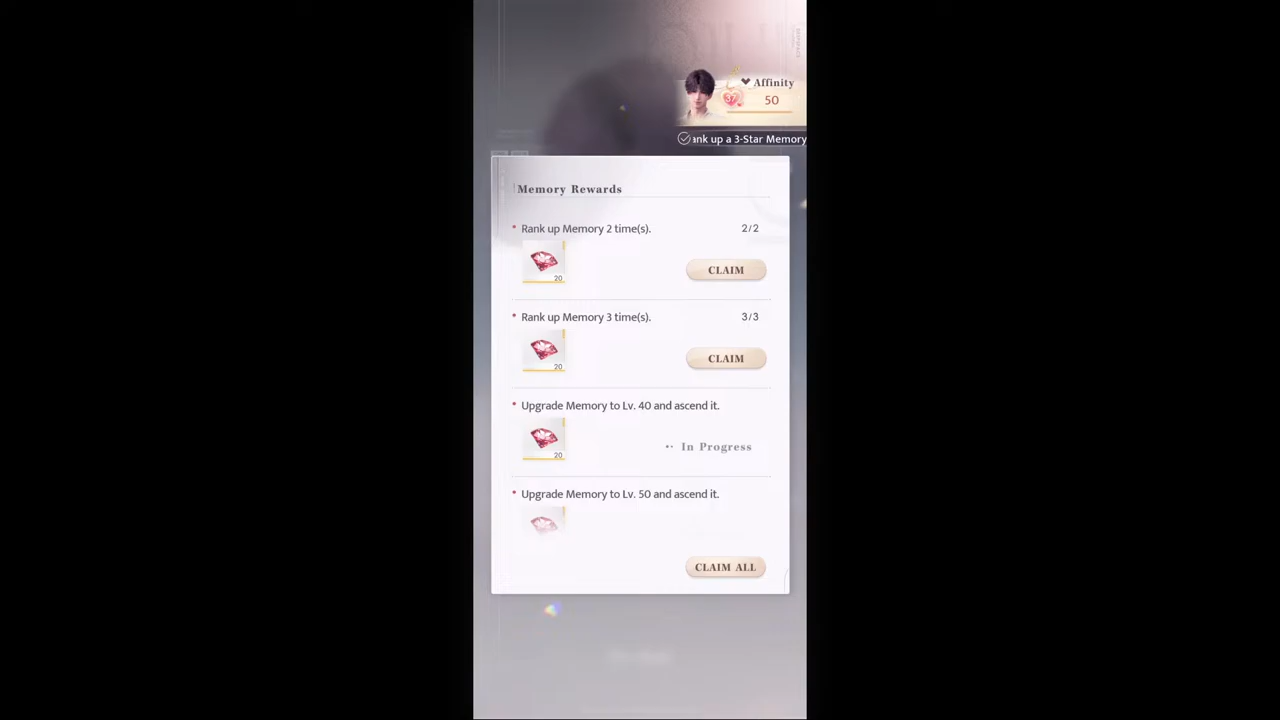 Affinity
37
50
ank up a 3-Star Memory
Memory Rewards
Rank up Memory 2 time(s).
2/2
20
CLAIM
Rank up Memory 3 time(s).
3/3
20
CLAIM
Upgrade Memory to Lv. 40 and ascend it.
20
In Progress
Upgrade Memory to Lv. 50 and ascend it.
CLAIM ALL